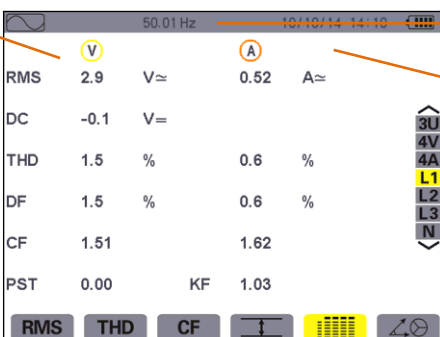 50.01 Hz 10/10/14 14:10
V A
RMS 2.9 V≃ 0.52 A≃
DC -0.1 V=
THD 1.5 % 0.6 %
DF 1.5 % 0.6 %
CF 1.51 1.62
PST 0.00 KF 1.03
3U
4V
4A
L1
L2
L3
N
RMS THD CF